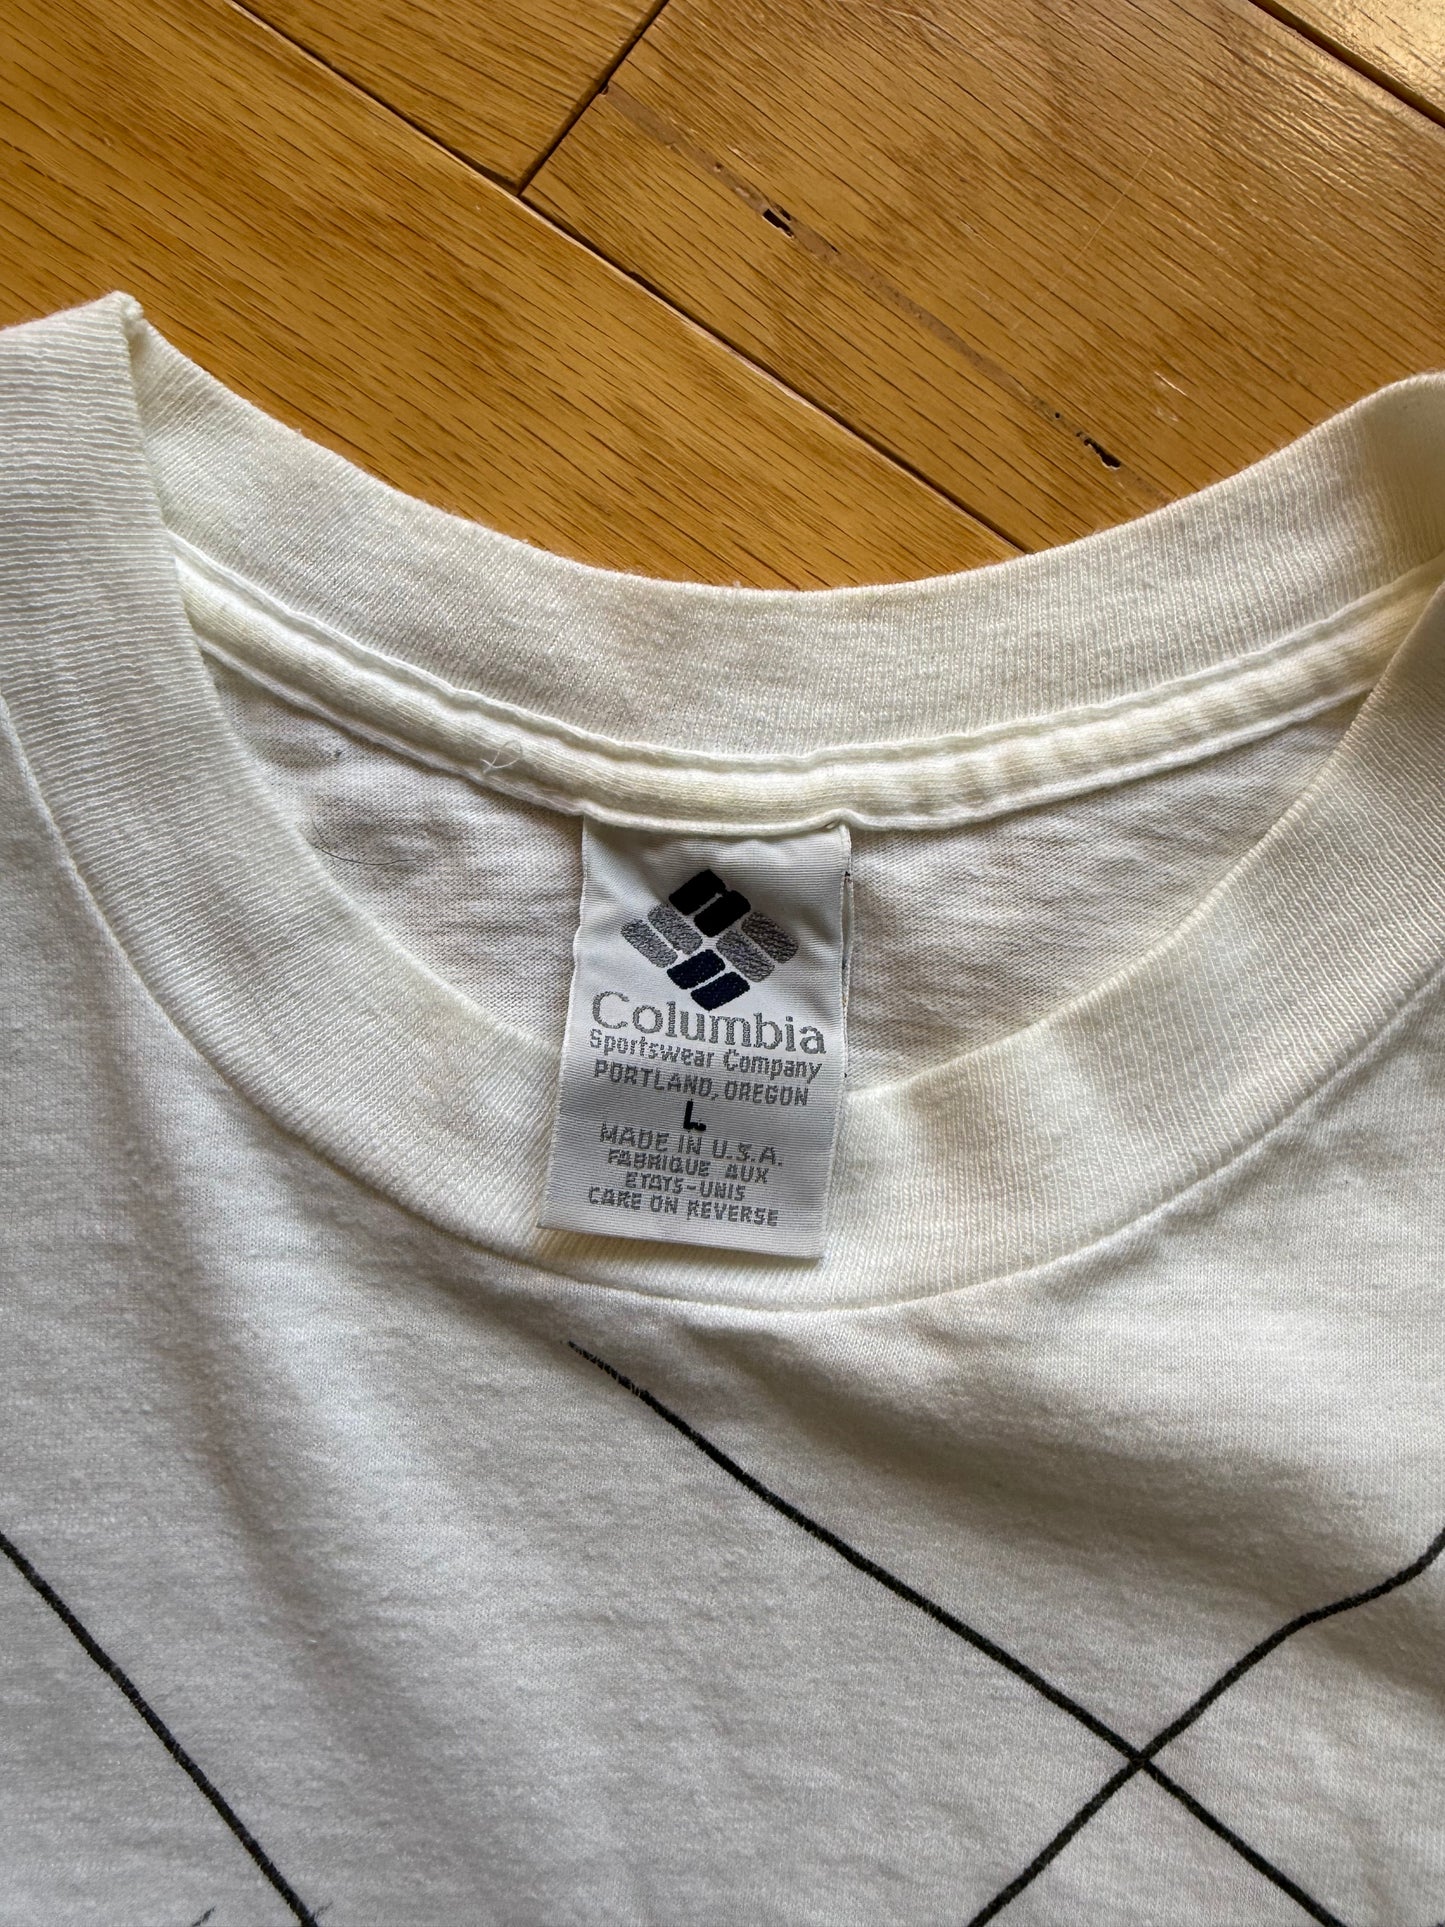 Columbia
Sportswear Company
PORTLAND, OREGON
L
MADE IN U.S.A.
FABRIQUE AUX
ETATS-UNIS
CARE ON REVERSE